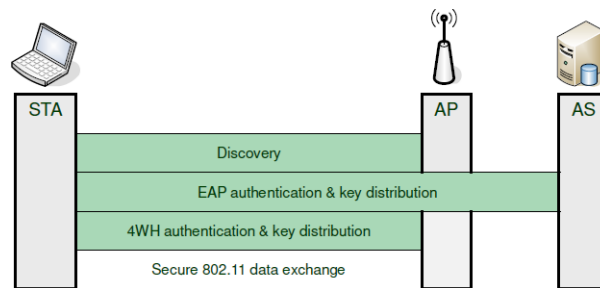 STA
AP
AS
Discovery
EAP authentication & key distribution
4WH authentication & key distribution
Secure 802.11 data exchange